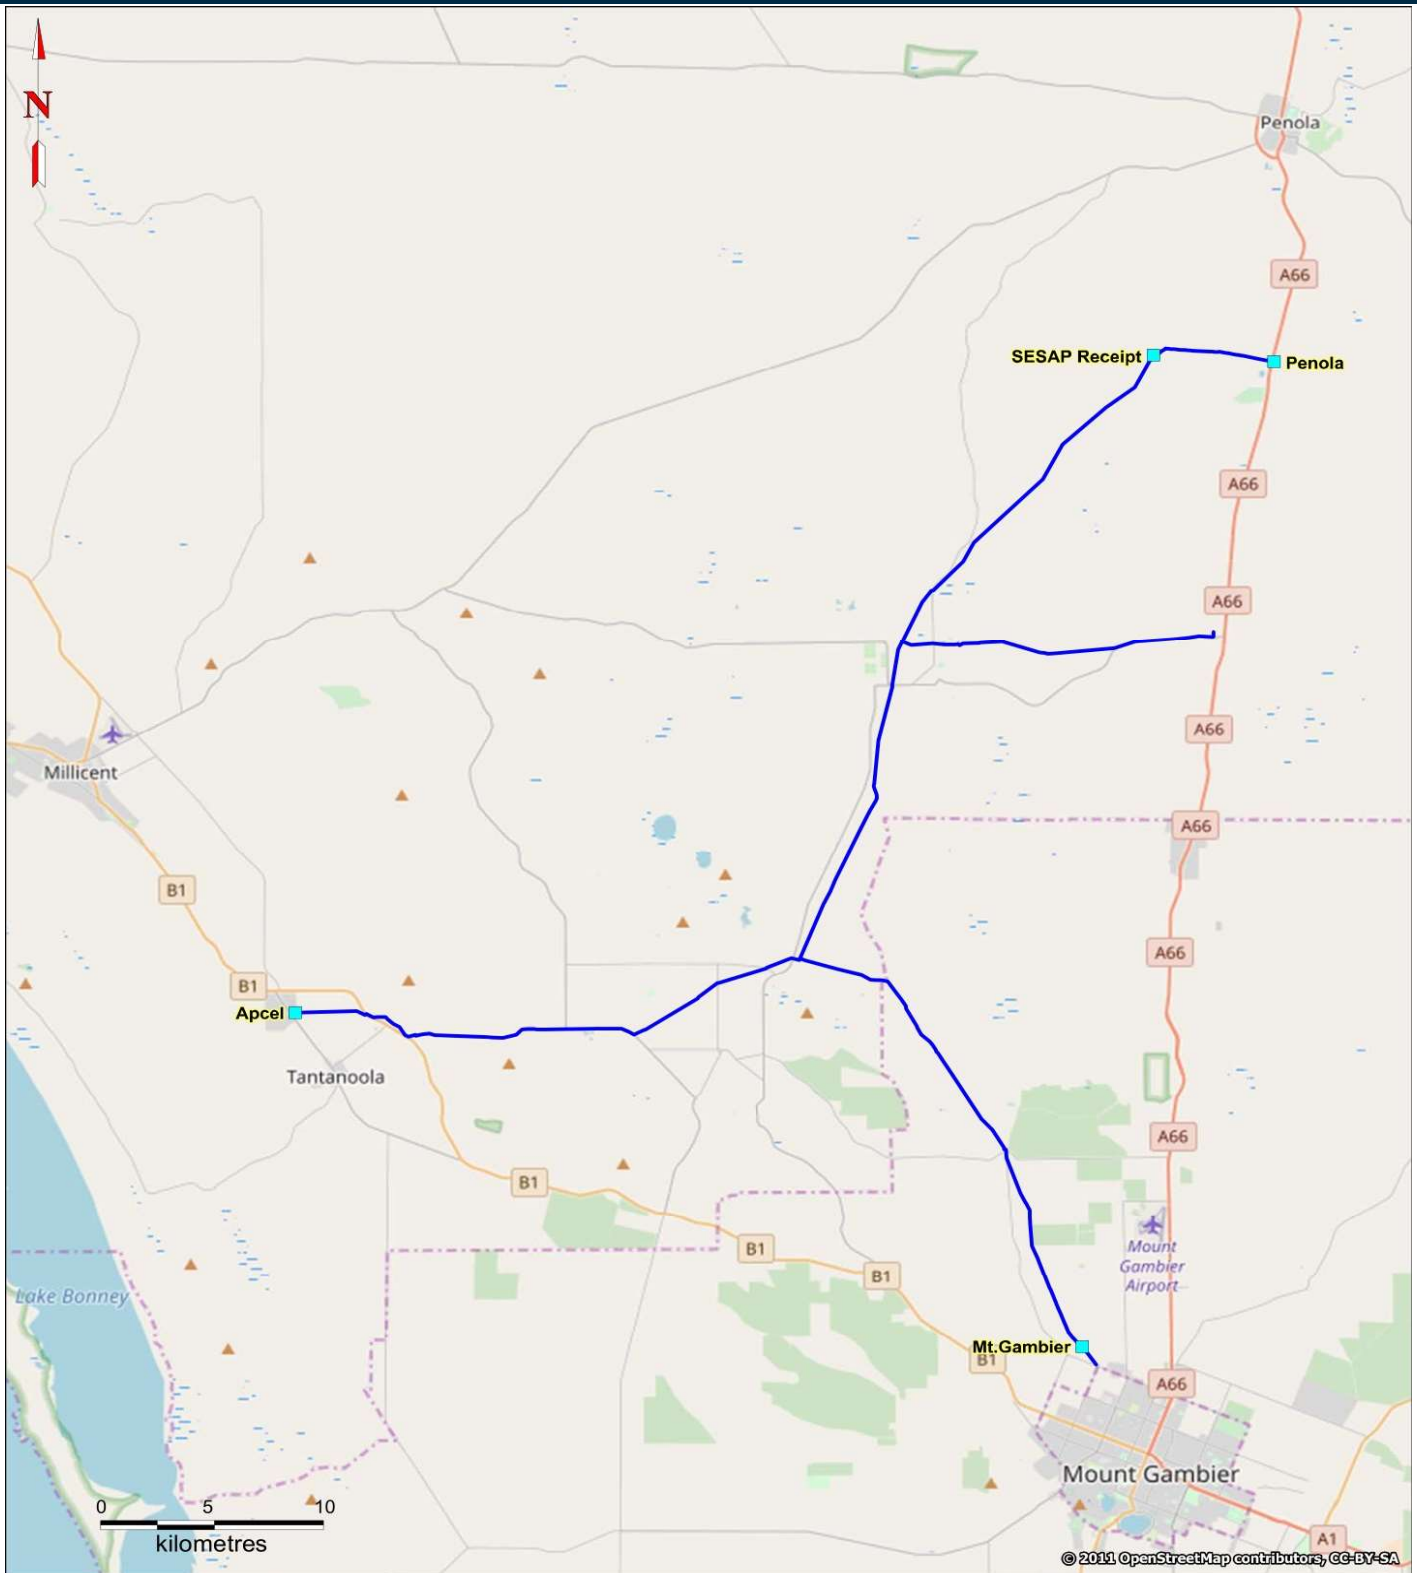 N
Penola
A66
SESAP Receipt
Penola
A66
A66
A66
Millicent
A66
B1
A66
B1
Apcel
Tantanoola
A66
B1
Mount
Gambier
Airport
B1
B1
Lake Bonney
Mt.Gambier
B1
A66
Mount Gambier
0 5 10
kilometres
A1
© 2011 OpenStreetMap contributors, CC-BY-SA